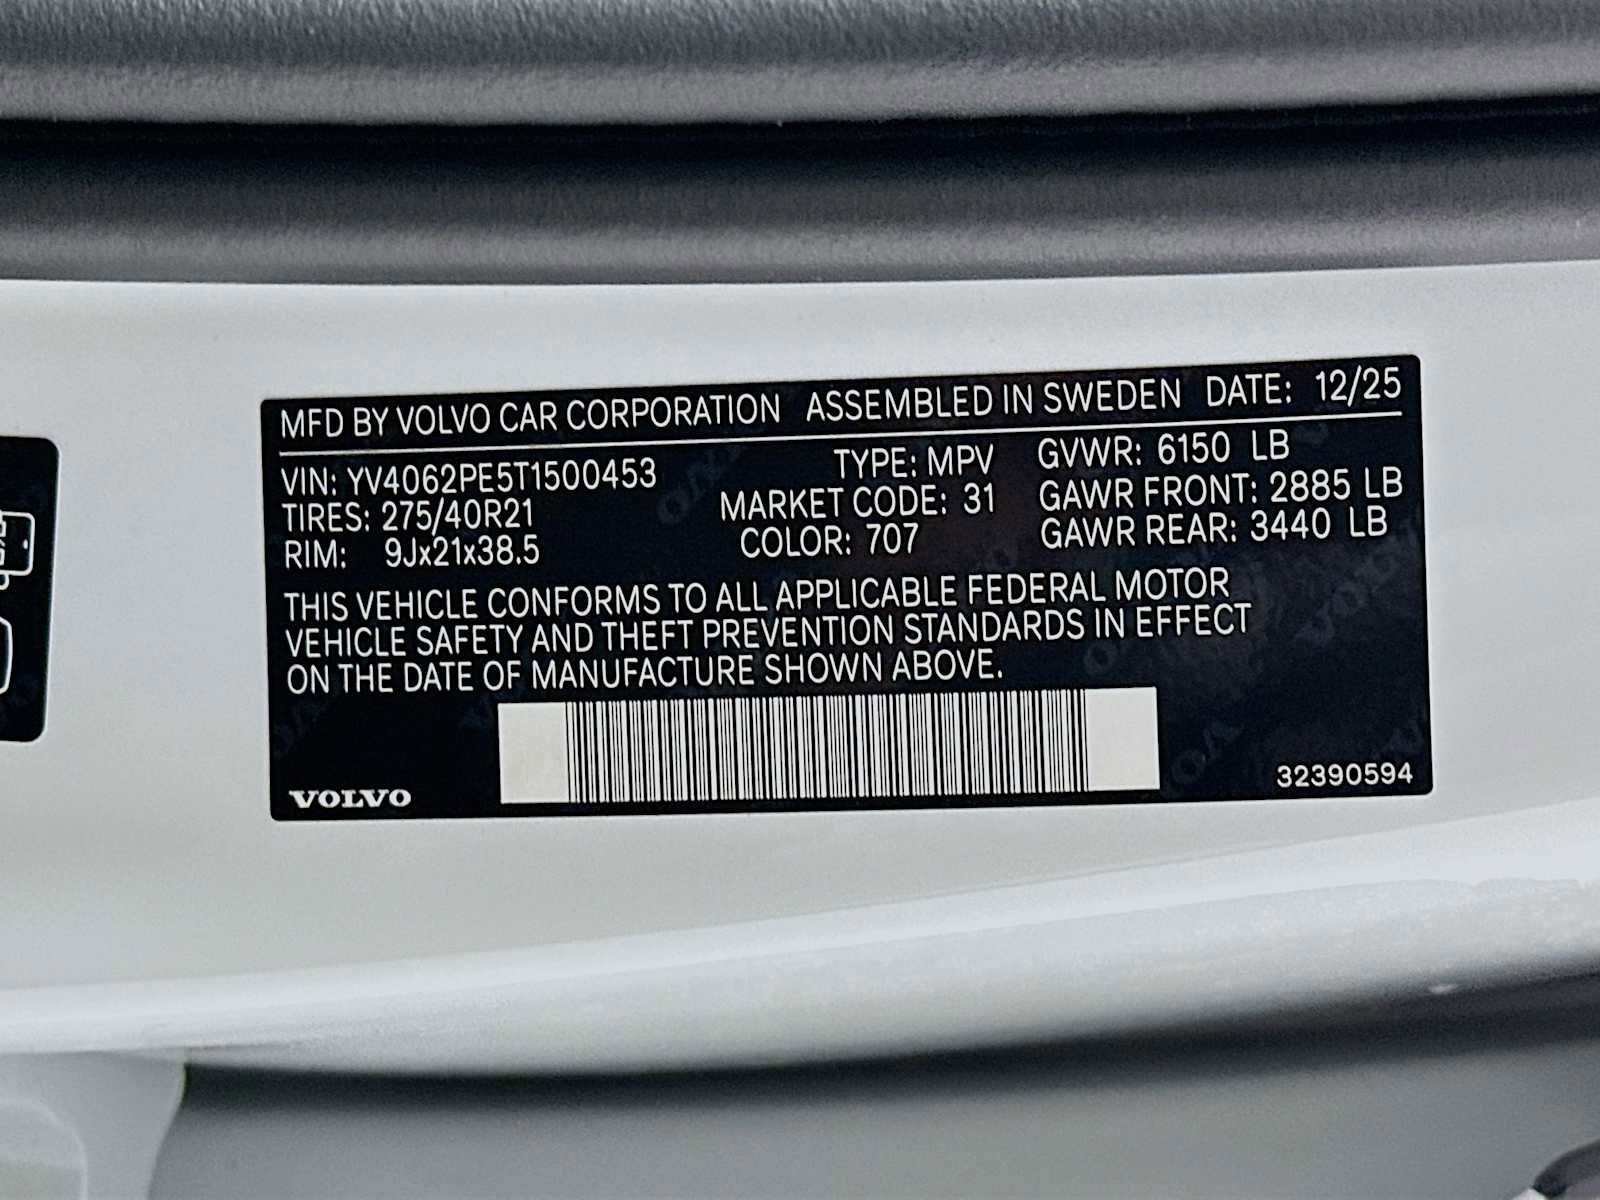 MFD BY VOLVO CAR CORPORATION ASSEMBLED IN SWEDEN DATE: 12/25
VIN: YV4062PE5T1500453 TYPE: MPV GVWR: 6150 LB
TIRES: 275/40R21 MARKET CODE: 31 GAWR FRONT: 2885 LB
RIM: 9Jx21x38.5 COLOR: 707 GAWR REAR: 3440 LB
THIS VEHICLE CONFORMS TO ALL APPLICABLE FEDERAL MOTOR
VEHICLE SAFETY AND THEFT PREVENTION STANDARDS IN EFFECT
ON THE DATE OF MANUFACTURE SHOWN ABOVE.
VOLVO 32390594